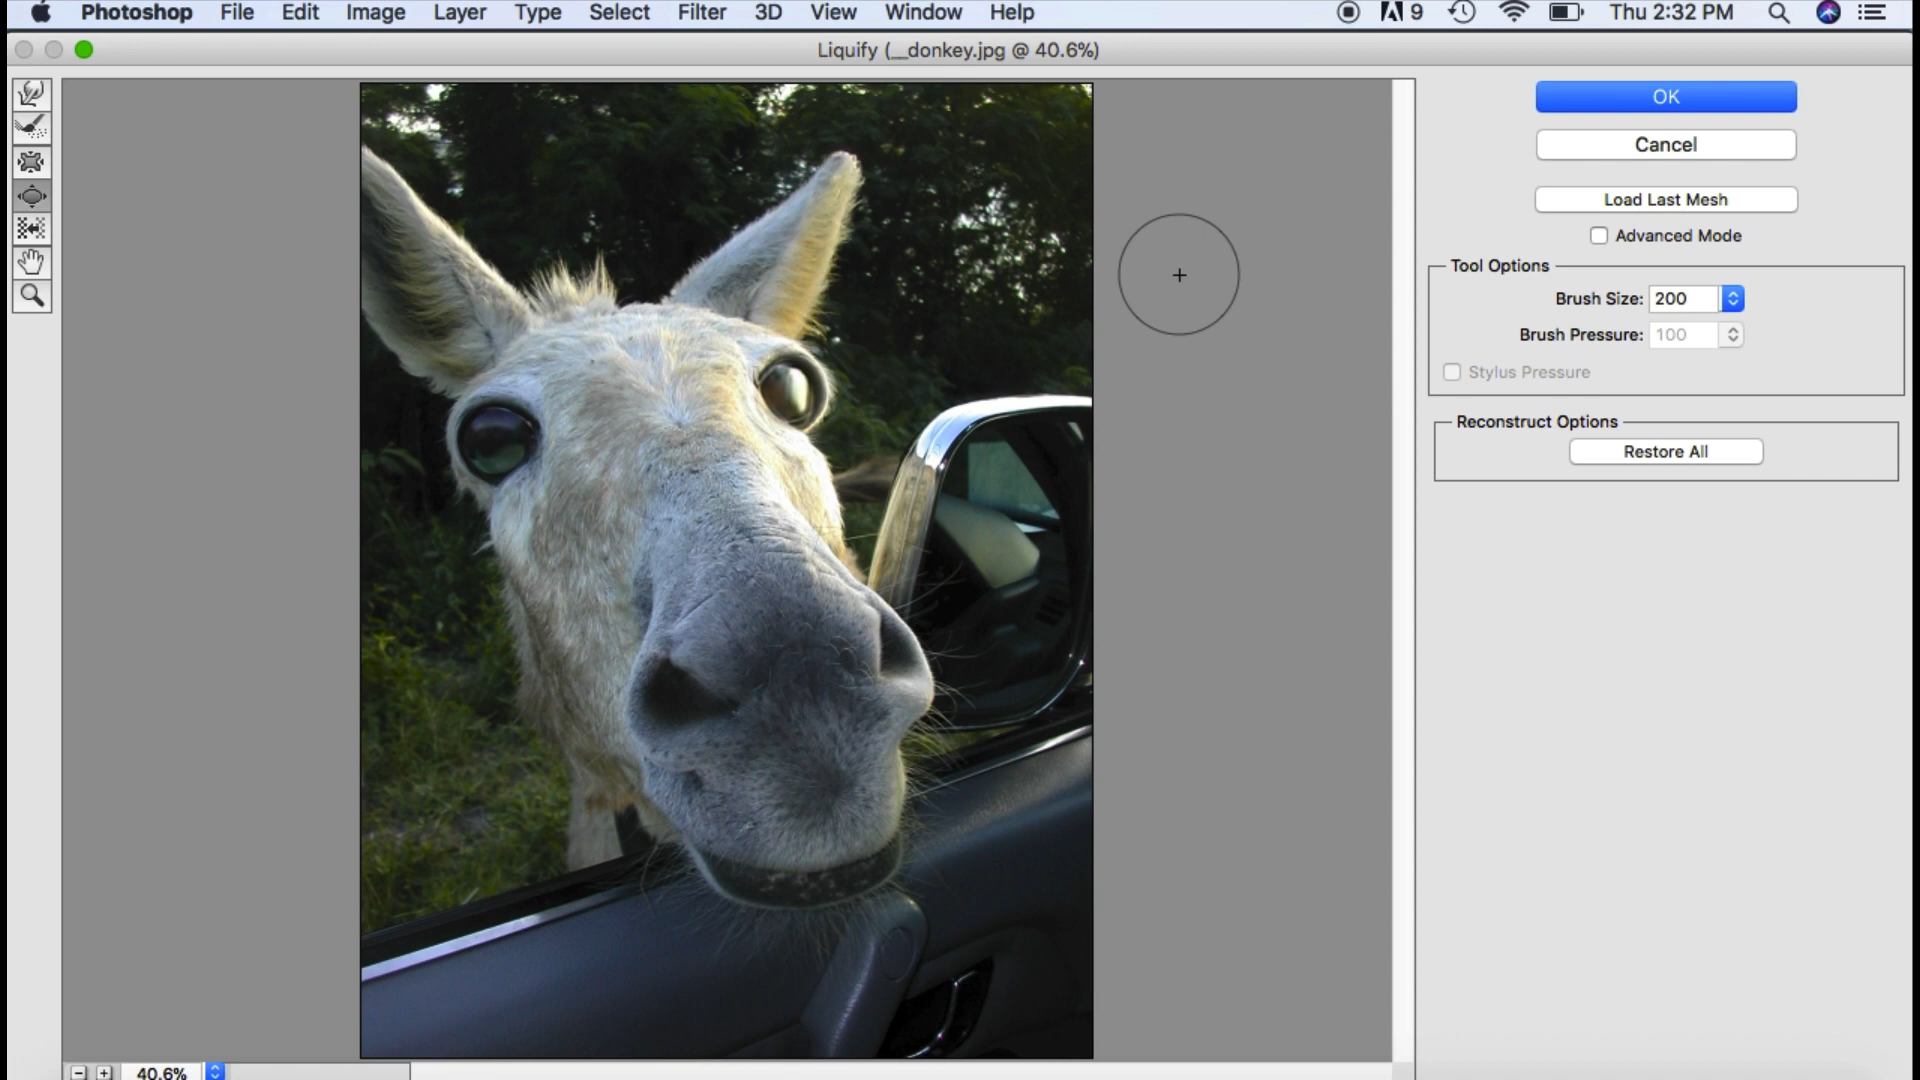 Photoshop File Edit Image Layer Type Select Filter 3D View Window Help 9 Thu 2:32 PM
Liquify (__donkey.jpg @ 40.6%)
OK
Cancel
Load Last Mesh
Advanced Mode
Tool Options
Brush Size: 200
Brush Pressure: 100
Stylus Pressure
Reconstruct Options
Restore All
40.6%